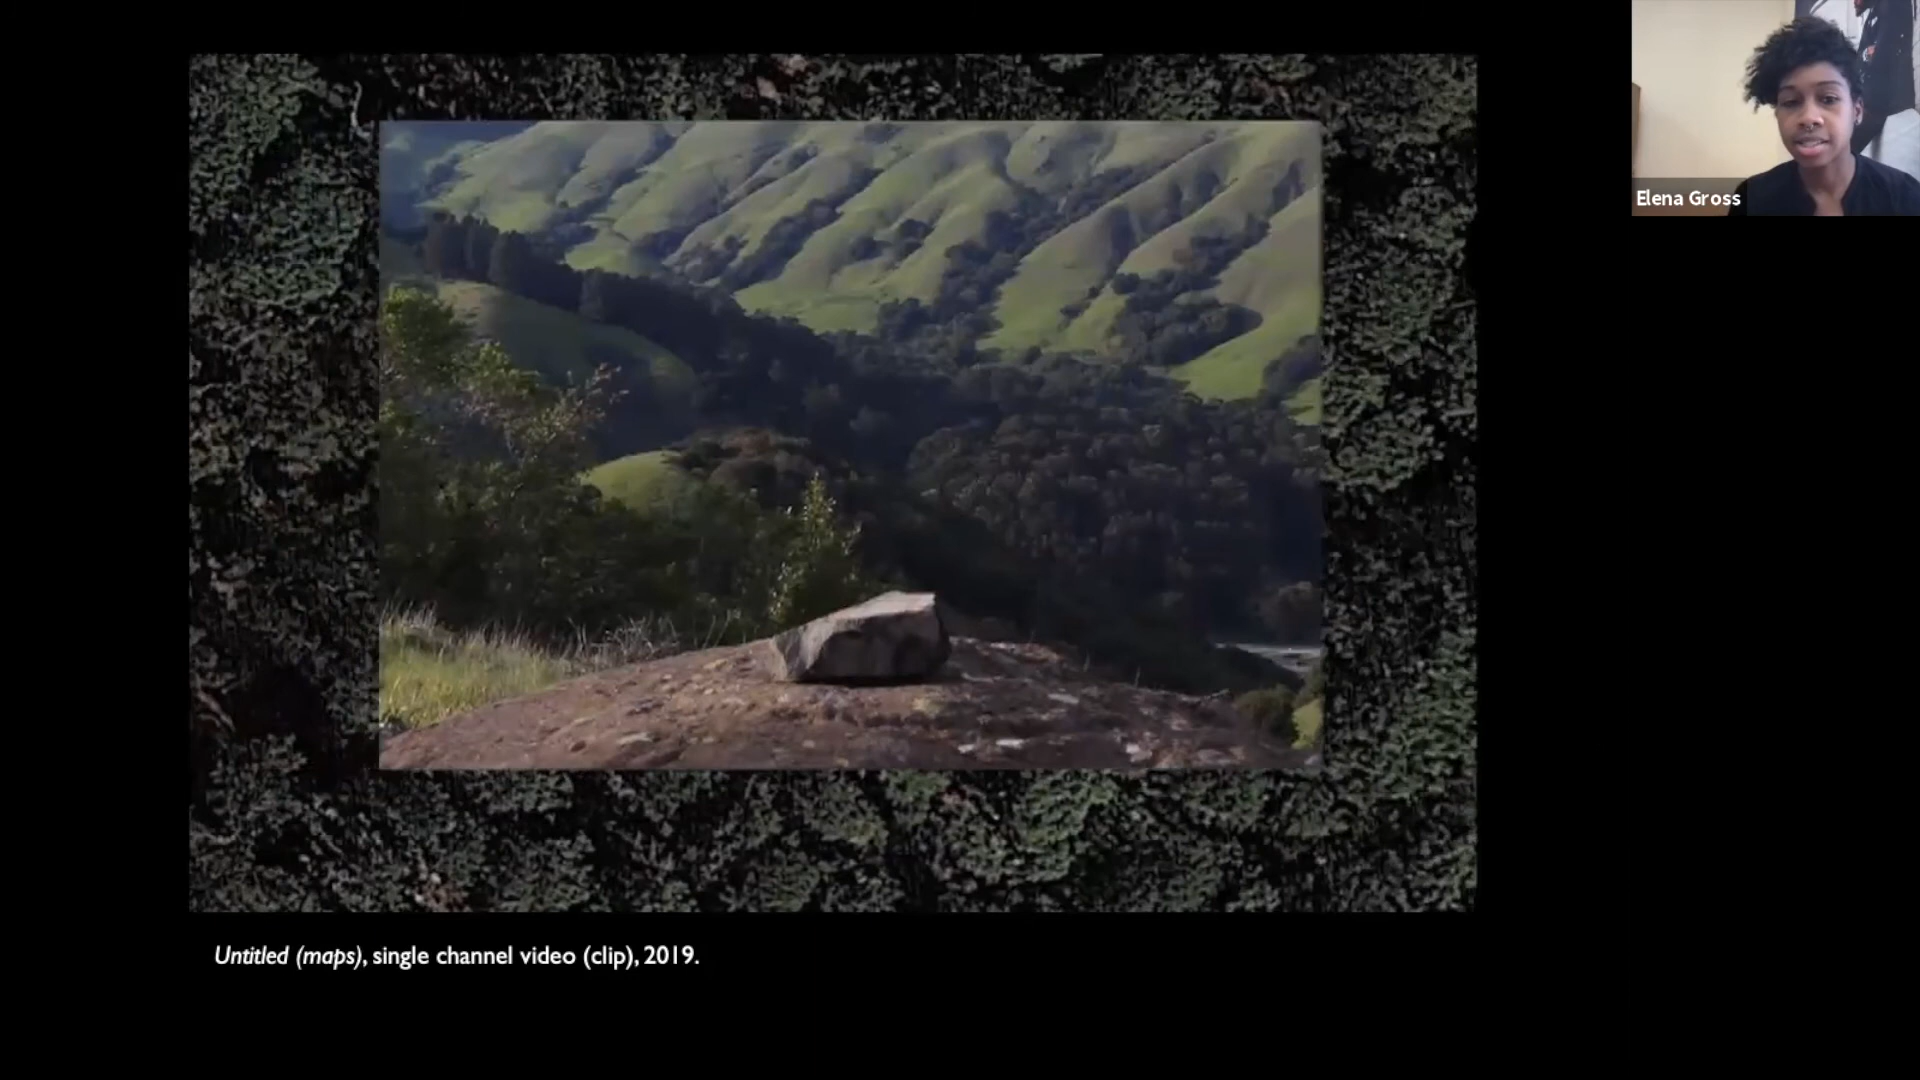 Elena Gross
Untitled (maps), single channel video (clip), 2019.